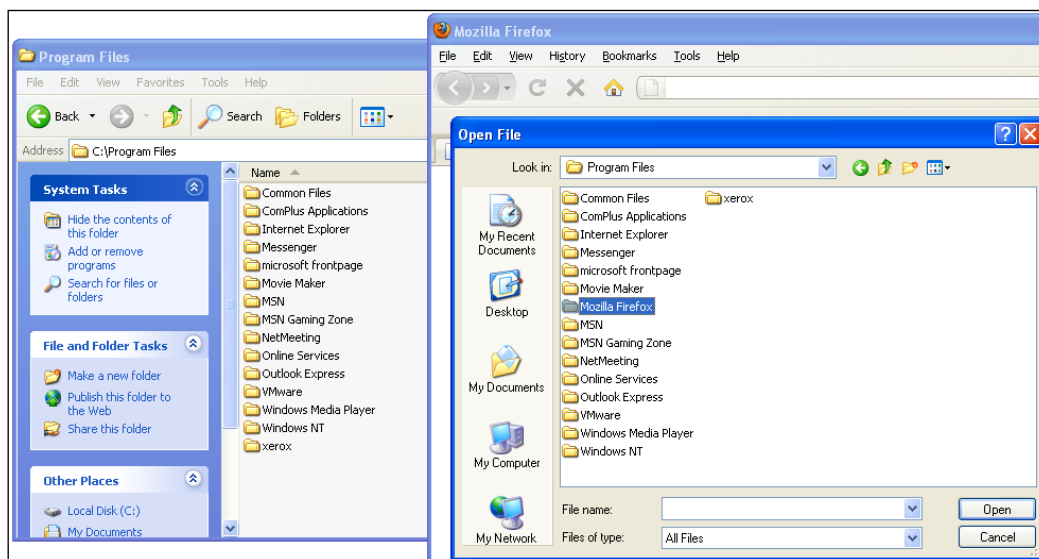 Program Files
File Edit View Favorites Tools Help
Back Search Folders
Address C:\Program Files
System Tasks
Hide the contents of
this folder
Add or remove
programs
Search for files or
folders
File and Folder Tasks
Make a new folder
Publish this folder to
the Web
Share this folder
Other Places
Local Disk (C:)
My Documents
Name
Common Files
ComPlus Applications
Internet Explorer
Messenger
microsoft frontpage
Movie Maker
MSN
MSN Gaming Zone
NetMeeting
Online Services
Outlook Express
VMware
Windows Media Player
Windows NT
xerox
Mozilla Firefox
File Edit View History Bookmarks Tools Help
Open File
Look in: Program Files
My Recent
Documents
Desktop
My Documents
My Computer
My Network
Common Files
ComPlus Applications
Internet Explorer
Messenger
microsoft frontpage
Movie Maker
Mozilla Firefox
MSN
MSN Gaming Zone
NetMeeting
Online Services
Outlook Express
VMware
Windows Media Player
Windows NT
xerox
File name:
Open
Files of type: All Files
Cancel